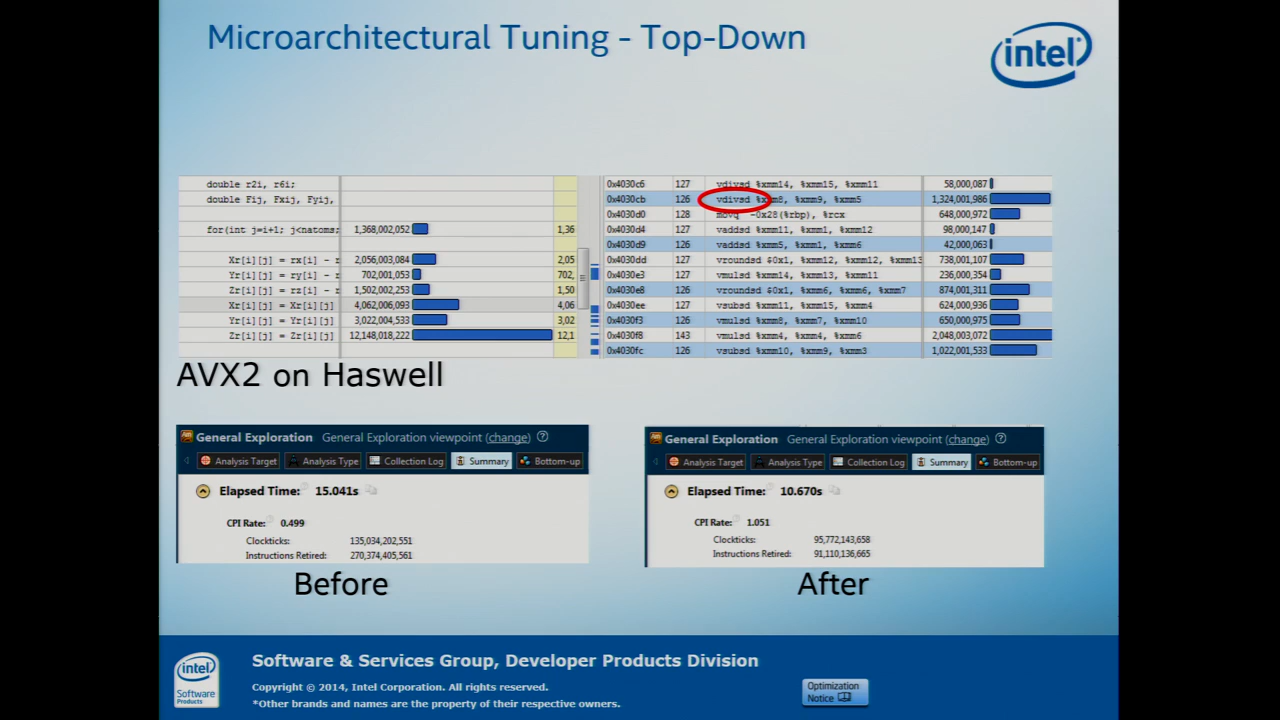 Microarchitectural Tuning - Top-Down
intel
double r2i, r6i;
double Fij, Fxij, Fyij,
for(int j=i+1; j<natoms; 1,368,002,052 1,36
Xr[i][j] = rx[i] - r 2,056,003,084 2,05
Yr[i][j] = ry[i] - r 702,001,053 702,
Zr[i][j] = rz[i] - r 1,502,002,253 1,50
Xr[i][j] = Xr[i][j] 4,062,006,093 4,06
Yr[i][j] = Yr[i][j] 3,022,004,533 3,02
Zr[i][j] = Zr[i][j] 12,148,018,222 12,1
0x4030c6 127 vdivsd %xmm14, %xmm15, %xmm11 58,000,087
0x4030cb 126 vdivsd %xmm8, %xmm9, %xmm5 1,324,001,986
0x4030d0 128 movq -0x28(%rbp), %rcx 648,000,972
0x4030d4 127 vaddsd %xmm11, %xmm1, %xmm12 98,000,147
0x4030d9 126 vaddsd %xmm5, %xmm1, %xmm6 42,000,063
0x4030dd 127 vroundsd $0x1, %xmm12, %xmm12, %xmm13 738,001,107
0x4030e3 127 vmulsd %xmm14, %xmm13, %xmm11 236,000,354
0x4030e8 126 vroundsd $0x1, %xmm6, %xmm6, %xmm7 874,001,311
0x4030ee 127 vsubsd %xmm11, %xmm15, %xmm4 624,000,936
0x4030f3 126 vmulsd %xmm8, %xmm7, %xmm10 650,000,975
0x4030f8 143 vmulsd %xmm4, %xmm4, %xmm6 2,048,003,072
0x4030fc 126 vsubsd %xmm10, %xmm9, %xmm3 1,022,001,533
AVX2 on Haswell
General Exploration General Exploration viewpoint (change) ?
Analysis Target Analysis Type Collection Log Summary Bottom-up
Elapsed Time: 15.041s
CPI Rate: 0.499
Clockticks: 135,034,202,551
Instructions Retired: 270,374,405,561
Before
General Exploration General Exploration viewpoint (change) ?
Analysis Target Analysis Type Collection Log Summary Bottom-up
Elapsed Time: 10.670s
CPI Rate: 1.051
Clockticks: 95,772,143,658
Instructions Retired: 91,110,136,665
After
intel
Software
Products
Software & Services Group, Developer Products Division
Copyright © 2014, Intel Corporation. All rights reserved.
*Other brands and names are the property of their respective owners.
Optimization
Notice